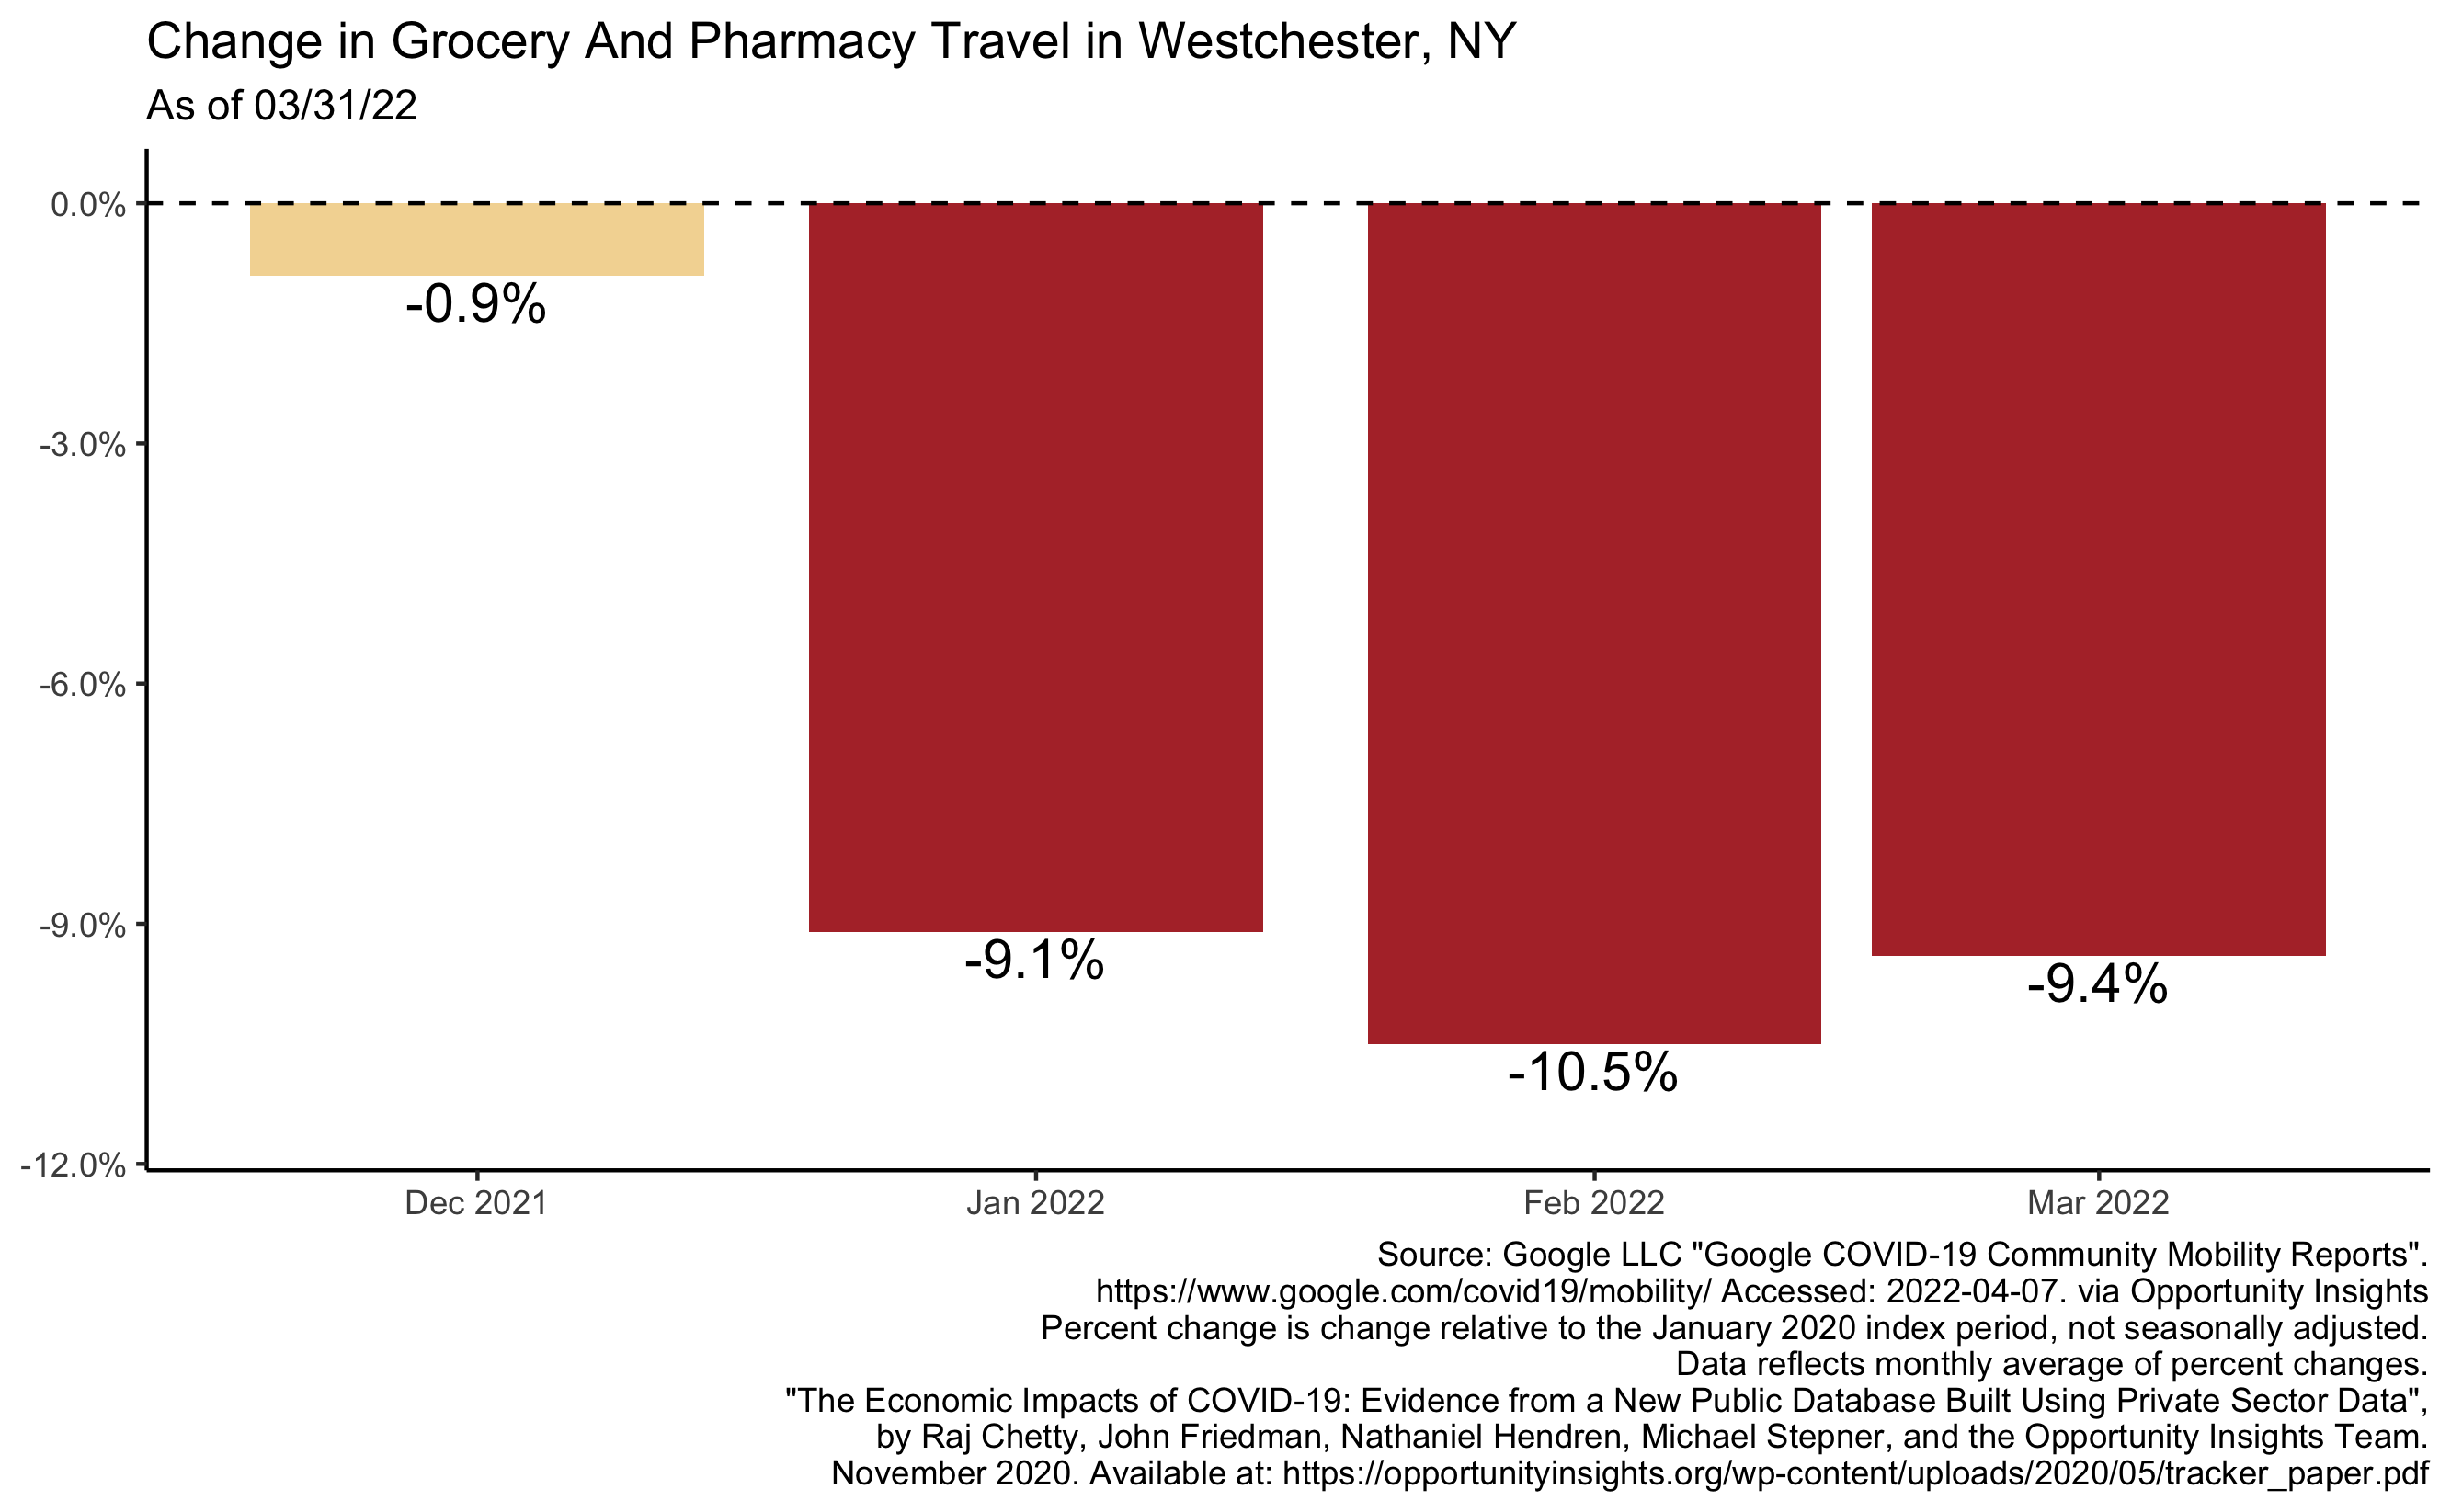 Change in Grocery And Pharmacy Travel in Westchester, NY
As of 03/31/22
0.0%
-3.0%
-6.0%
-9.0%
-12.0%
-0.9%
-9.1%
-10.5%
-9.4%
Dec 2021
Jan 2022
Feb 2022
Mar 2022
Source: Google LLC "Google COVID-19 Community Mobility Reports".
https://www.google.com/covid19/mobility/ Accessed: 2022-04-07. via Opportunity Insights
Percent change is change relative to the January 2020 index period, not seasonally adjusted.
Data reflects monthly average of percent changes.
"The Economic Impacts of COVID-19: Evidence from a New Public Database Built Using Private Sector Data",
by Raj Chetty, John Friedman, Nathaniel Hendren, Michael Stepner, and the Opportunity Insights Team.
November 2020. Available at: https://opportunityinsights.org/wp-content/uploads/2020/05/tracker_paper.pdf